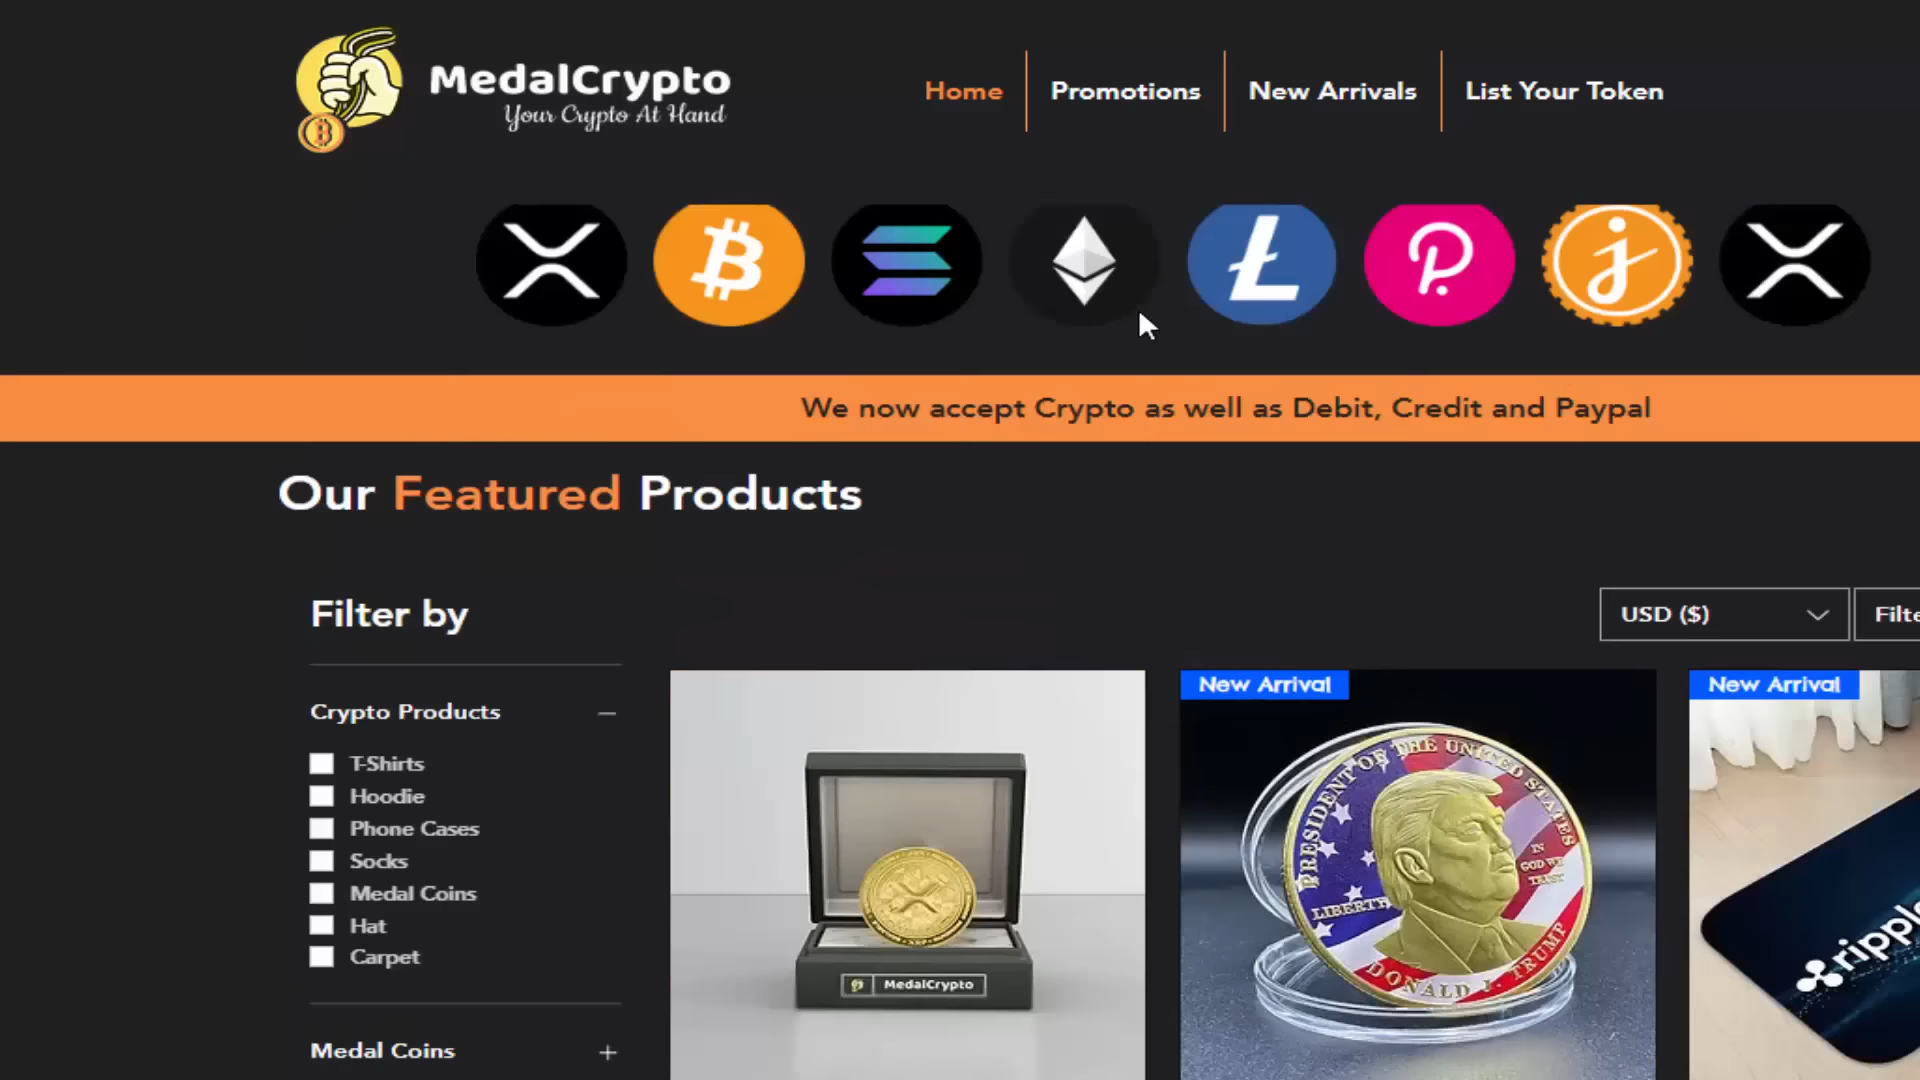 MedalCrypto
Your Crypto At Hand
Home
Promotions
New Arrivals
List Your Token
We now accept Crypto as well as Debit, Credit and Paypal
Our Featured Products
Filter by
USD ($)
Filte
Crypto Products
T-Shirts
Hoodie
Phone Cases
Socks
Medal Coins
Hat
Carpet
Medal Coins
MedalCrypto
New Arrival
PRESIDENT OF THE UNITED STATES
IN
GOD WE
TRUST
LIBERTY
DONALD J. TRUMP
New Arrival
ripple